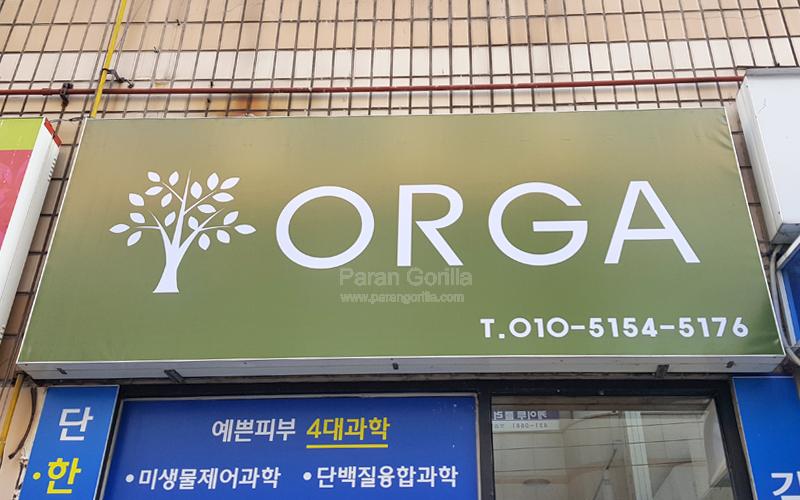 ORGA
Paran Gorilla
www.parangorilla.com
T.010-5154-5176
단
·한
예쁜피부 4대과학
•미생물제어과학 •단백질융합과학